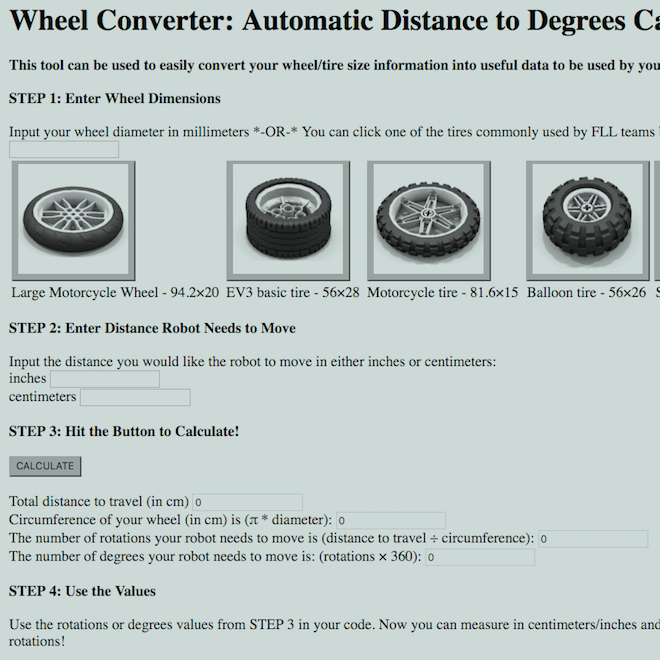 Wheel Converter: Automatic Distance to Degrees Ca
This tool can be used to easily convert your wheel/tire size information into useful data to be used by you
STEP 1: Enter Wheel Dimensions
Input your wheel diameter in millimeters *-OR-* You can click one of the tires commonly used by FLL teams
Large Motorcycle Wheel - 94.2×20 EV3 basic tire - 56×28 Motorcycle tire - 81.6×15 Balloon tire - 56×26 S
STEP 2: Enter Distance Robot Needs to Move
Input the distance you would like the robot to move in either inches or centimeters:
inches
centimeters
STEP 3: Hit the Button to Calculate!
CALCULATE
Total distance to travel (in cm) 0
Circumference of your wheel (in cm) is (π * diameter): 0
The number of rotations your robot needs to move is (distance to travel ÷ circumference): 0
The number of degrees your robot needs to move is: (rotations × 360): 0
STEP 4: Use the Values
Use the rotations or degrees values from STEP 3 in your code. Now you can measure in centimeters/inches and
rotations!